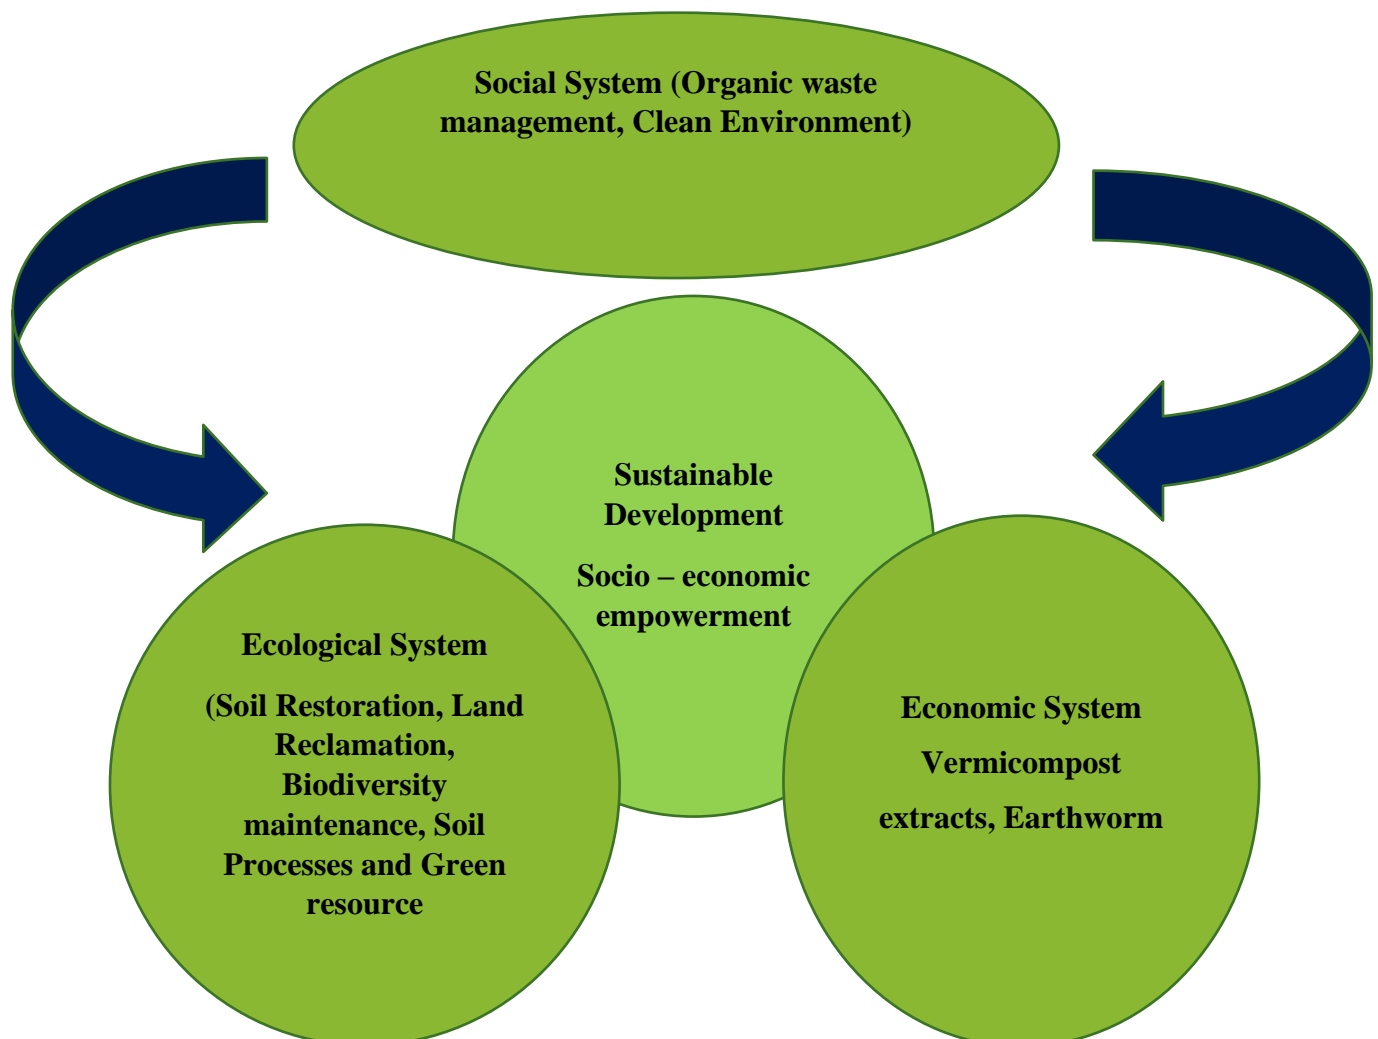 Social System (Organic waste
management, Clean Environment)
Sustainable
Development
Socio – economic
empowerment
Ecological System
(Soil Restoration, Land
Reclamation,
Biodiversity
maintenance, Soil
Processes and Green
resource
Economic System
Vermicompost
extracts, Earthworm